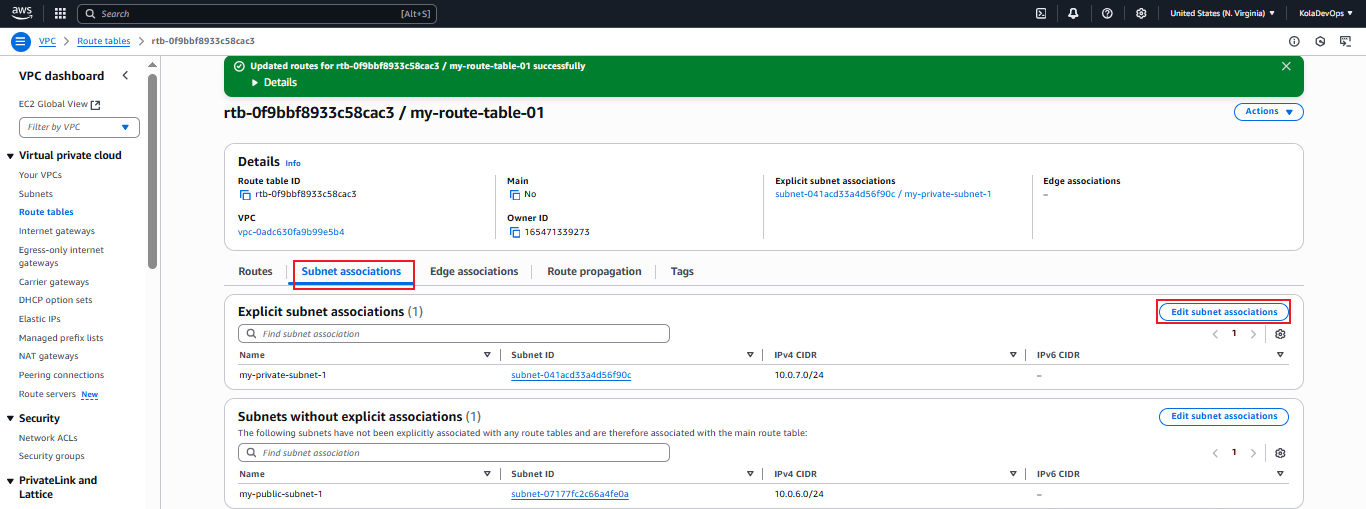 aws
Search [Alt+S]
United States (N. Virginia) KolaDevOps
VPC Route tables rtb-0f9bbf8933c58cac3
VPC dashboard
EC2 Global View
Filter by VPC
Virtual private cloud
Your VPCs
Subnets
Route tables
Internet gateways
Egress-only internet
gateways
Carrier gateways
DHCP option sets
Elastic IPs
Managed prefix lists
NAT gateways
Peering connections
Route servers New
Security
Network ACLs
Security groups
PrivateLink and
Lattice
Updated routes for rtb-0f9bbf8933c58cac3 / my-route-table-01 successfully
Details
rtb-0f9bbf8933c58cac3 / my-route-table-01
Actions
Details Info
Route table ID
rtb-0f9bbf8933c58cac3
Main
No
Explicit subnet associations
subnet-041acd33a4d56f90c / my-private-subnet-1
Edge associations
–
VPC
vpc-0adc630fa9b99e5b4
Owner ID
165471339273
Routes Subnet associations Edge associations Route propagation Tags
Explicit subnet associations (1)
Edit subnet associations
Find subnet association
1
Name Subnet ID IPv4 CIDR IPv6 CIDR
my-private-subnet-1 subnet-041acd33a4d56f90c 10.0.7.0/24 –
Subnets without explicit associations (1)
Edit subnet associations
The following subnets have not been explicitly associated with any route tables and are therefore associated with the main route table:
Find subnet association
1
Name Subnet ID IPv4 CIDR IPv6 CIDR
my-public-subnet-1 subnet-07177fc2c66a4fe0a 10.0.6.0/24 –